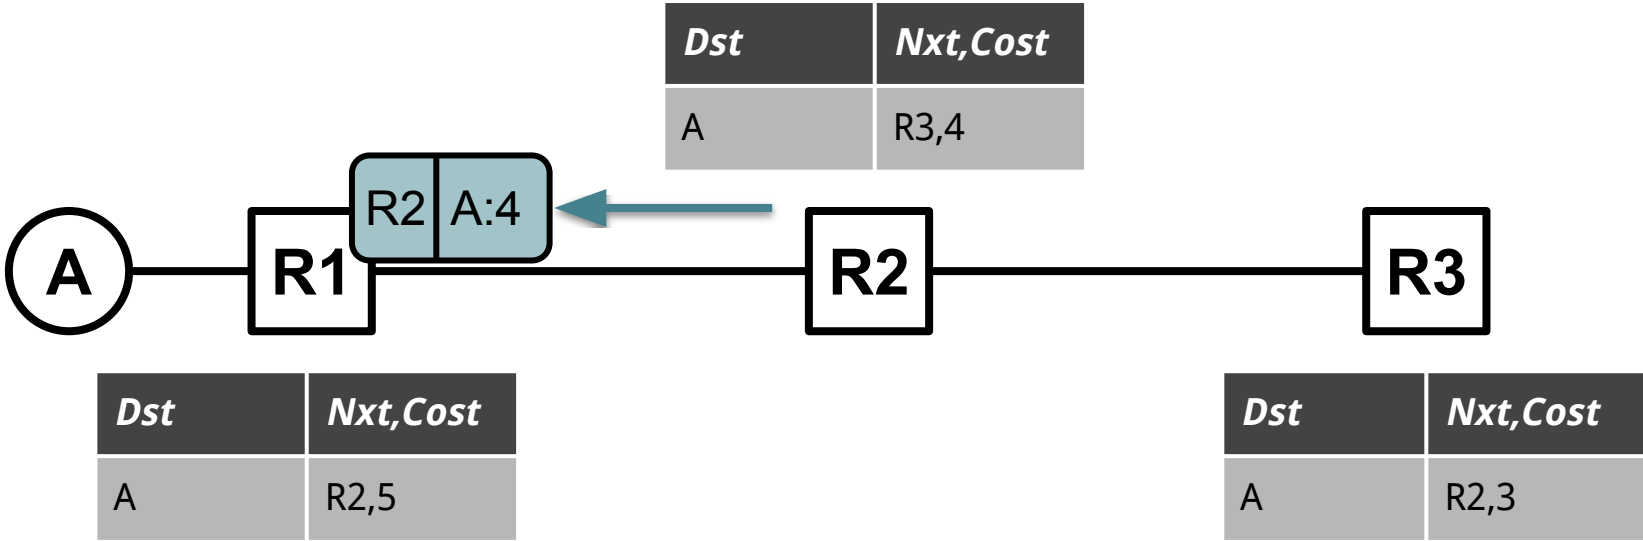 Dst Nxt,Cost
A R3,4
R2 A:4
A R1 R2 R3
Dst Nxt,Cost
A R2,5
Dst Nxt,Cost
A R2,3